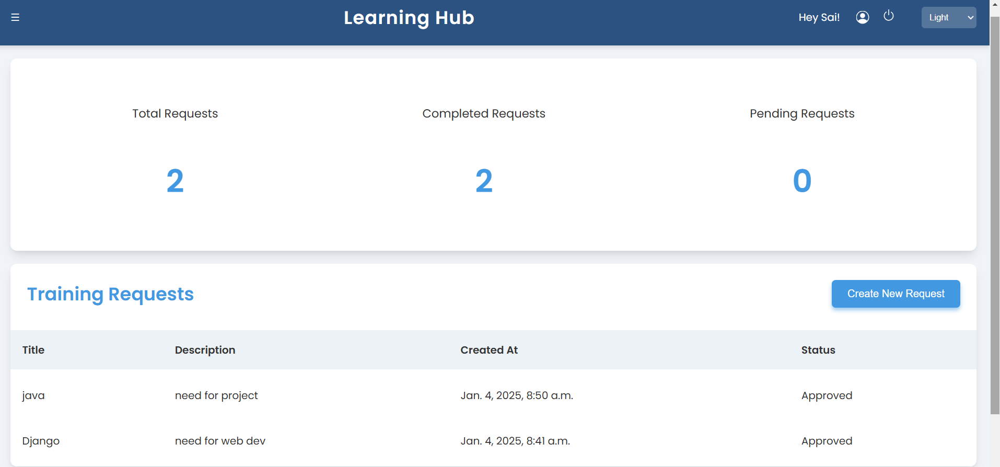 ☰ Learning Hub Hey Sai! Light
Total Requests Completed Requests Pending Requests
2 2 0
Training Requests Create New Request
Title Description Created At Status
java need for project Jan. 4, 2025, 8:50 a.m. Approved
Django need for web dev Jan. 4, 2025, 8:41 a.m. Approved